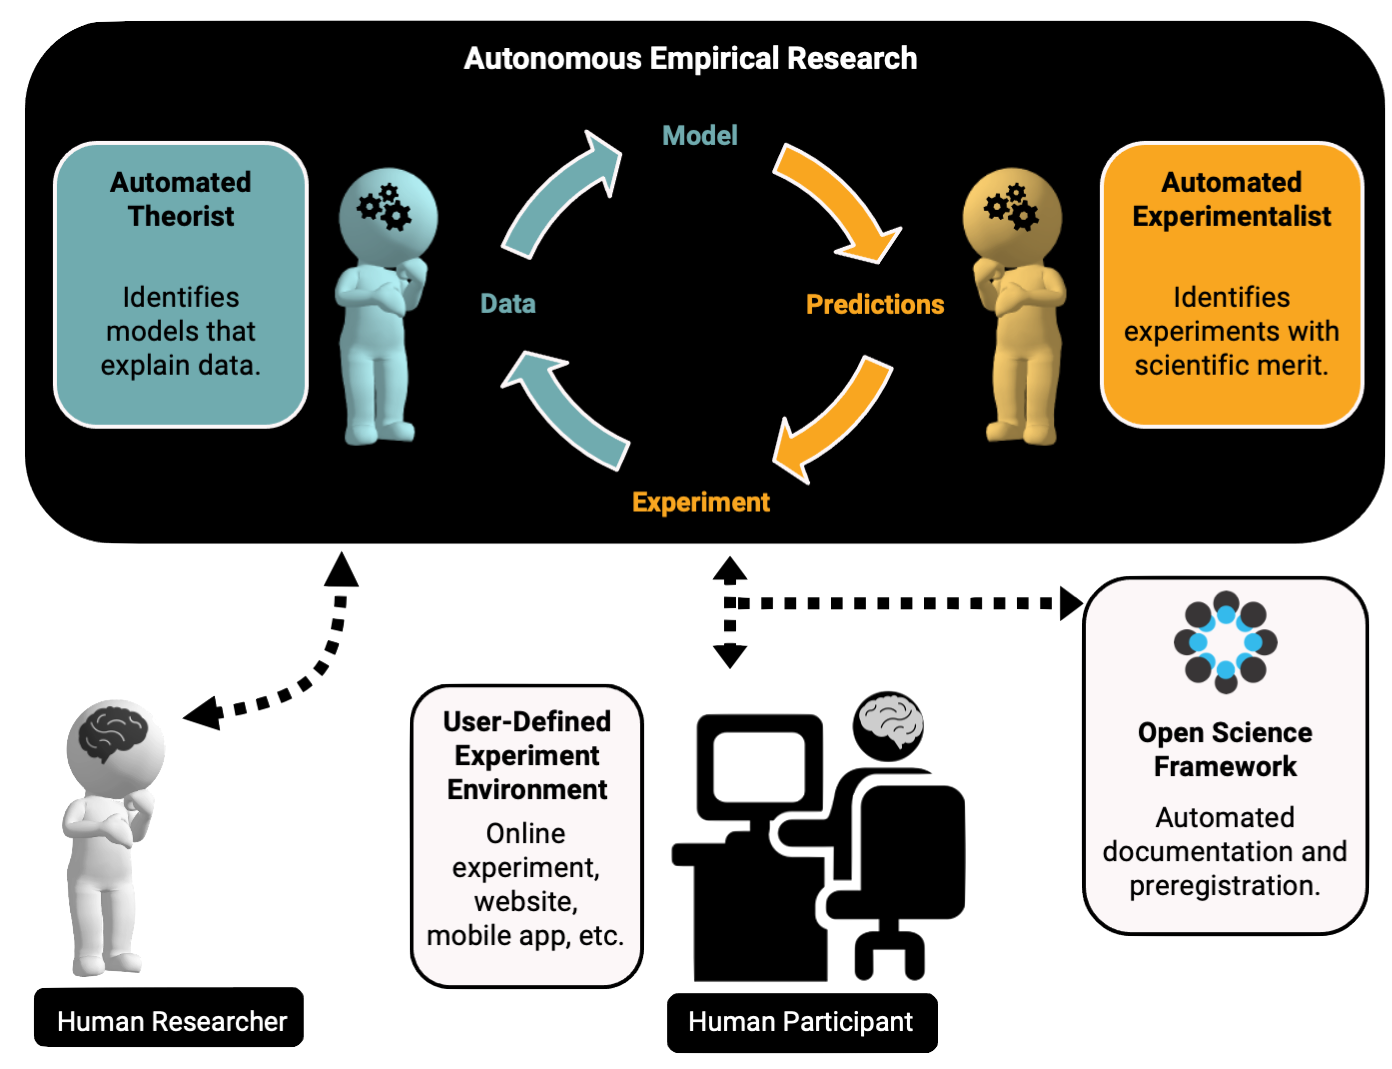 Autonomous Empirical Research
Model
Automated
Theorist
Identifies
models that
explain data.
Data
Predictions
Automated
Experimentalist
Identifies
experiments with
scientific merit.
Experiment
User-Defined
Experiment
Environment
Online
experiment,
website,
mobile app, etc.
Open Science
Framework
Automated
documentation and
preregistration.
Human Researcher
Human Participant